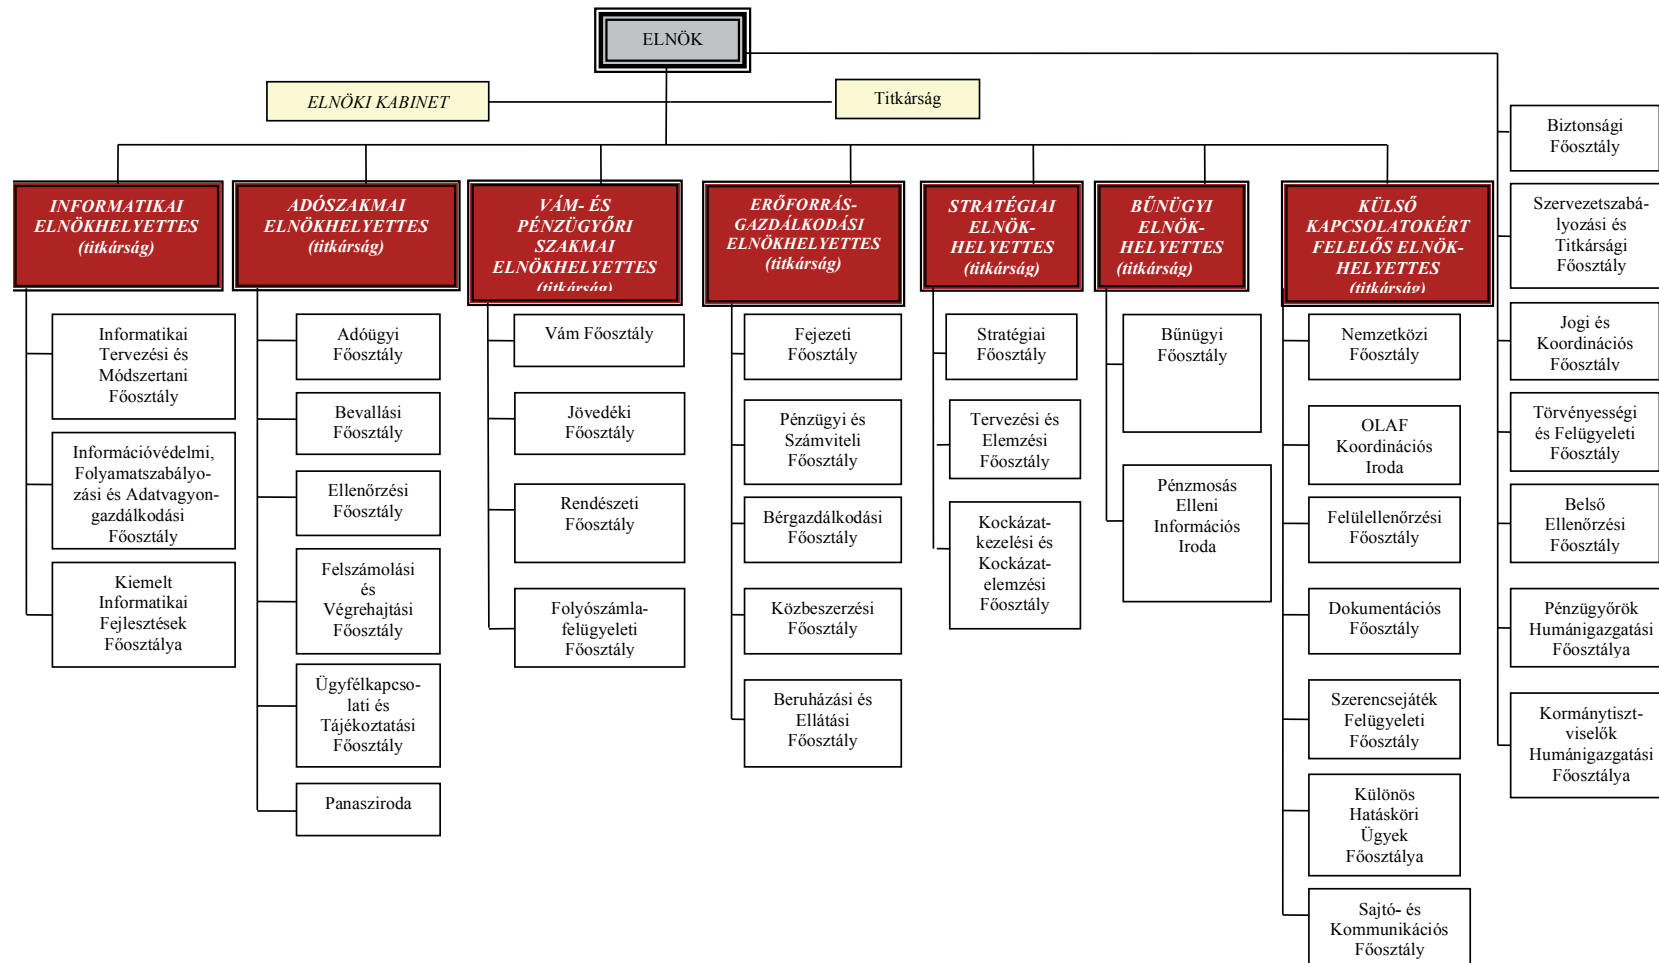 ELNÖK
ELNÖKI KABINET
Titkárság
INFORMATIKAI
ELNÖKHELYETTES
(titkárság)
Informatikai
Tervezési és
Módszertani
Főosztály
Információvédelmi,
Folyamatszabályo-
zási és Adatvagyon-
gazdálkodási
Főosztály
Kiemelt
Informatikai
Fejlesztések
Főosztálya
ADÓSZAKMAI
ELNÖKHELYETTES
(titkárság)
Adóügyi
Főosztály
Bevallási
Főosztály
Ellenőrzési
Főosztály
Felszámolási
és
Végrehajtási
Főosztály
Ügyfélkapcso-
lati és
Tájékoztatási
Főosztály
Panasziroda
VÁM- ÉS
PÉNZÜGYŐRI
SZAKMAI
ELNÖKHELYETTES
(titkárság)
Vám Főosztály
Jövedéki
Főosztály
Rendészeti
Főosztály
Folyószámla-
felügyeleti
Főosztály
ERŐFORRÁS-
GAZDÁLKODÁSI
ELNÖKHELYETTES
(titkárság)
Fejezeti
Főosztály
Pénzügyi és
Számviteli
Főosztály
Bérgazdálkodási
Főosztály
Közbeszerzési
Főosztály
Beruházási és
Ellátási
Főosztály
STRATÉGIAI
ELNÖK-
HELYETTES
(titkárság)
Stratégiai
Főosztály
Tervezési és
Elemzési
Főosztály
Kockázat-
kezelési és
Kockázat-
elemzési
Főosztály
BŰNÜGYI
ELNÖK-
HELYETTES
(titkárság)
Bűnügyi
Főosztály
Pénzmosás
Elleni
Információs
Iroda
KÜLSŐ
KAPCSOLATOKÉRT
FELELŐS ELNÖK-
HELYETTES
(titkárság)
Nemzetközi
Főosztály
OLAF
Koordinációs
Iroda
Felülellenőrzési
Főosztály
Dokumentációs
Főosztály
Szerencsejáték
Felügyeleti
Főosztály
Különös
Hatásköri
Ügyek
Főosztálya
Sajtó- és
Kommunikációs
Főosztály
Biztonsági
Főosztály
Szervezetszabá-
lyozási és
Titkársági
Főosztály
Jogi és
Koordinációs
Főosztály
Törvényességi
és Felügyeleti
Főosztály
Belső
Ellenőrzési
Főosztály
Pénzügyőrök
Humánigazgatási
Főosztálya
Kormánytiszt-
viselők
Humánigazgatási
Főosztálya